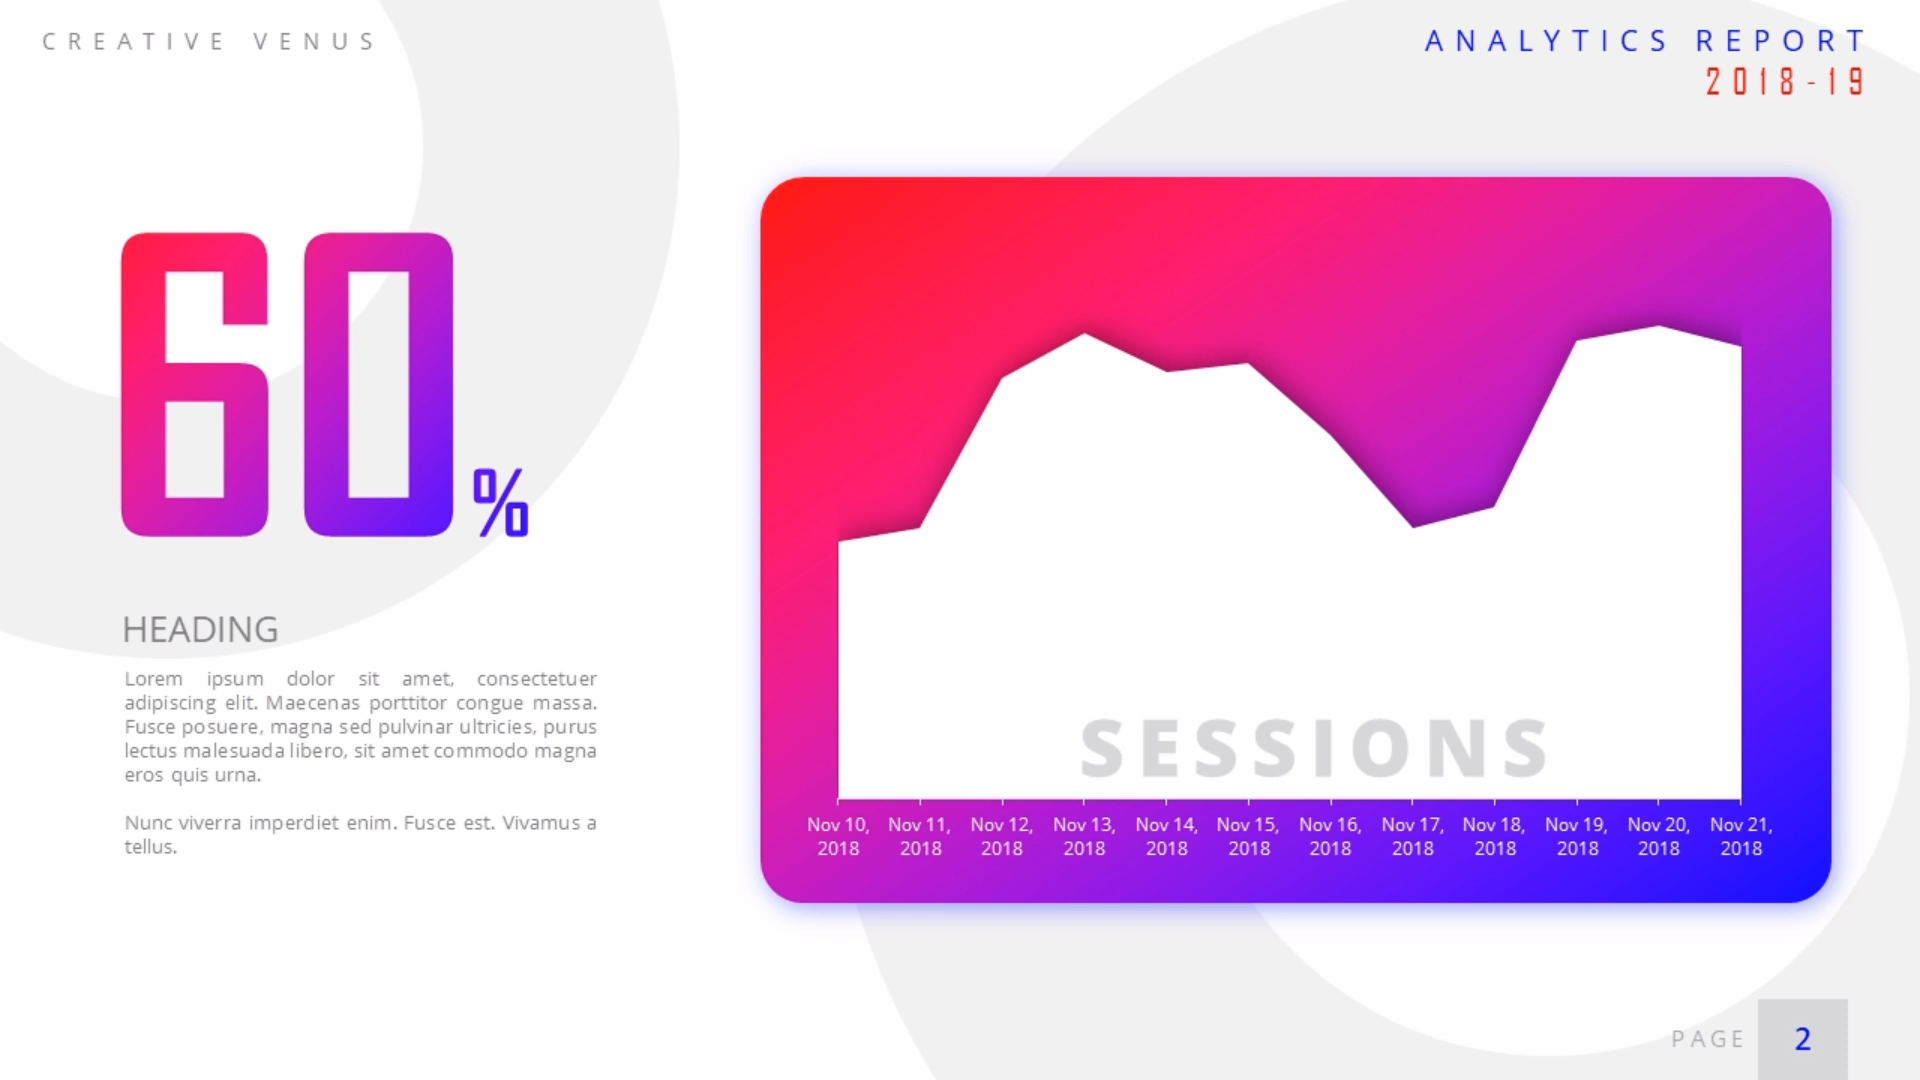 CREATIVE VENUS
ANALYTICS REPORT
2018-19
60%
HEADING
Lorem ipsum dolor sit amet, consectetuer
adipiscing elit. Maecenas porttitor congue massa.
Fusce posuere, magna sed pulvinar ultricies, purus
lectus malesuada libero, sit amet commodo magna
eros quis urna.
Nunc viverra imperdiet enim. Fusce est. Vivamus a
tellus.
SESSIONS
Nov 10, Nov 11, Nov 12, Nov 13, Nov 14, Nov 15, Nov 16, Nov 17, Nov 18, Nov 19, Nov 20, Nov 21,
2018 2018 2018 2018 2018 2018 2018 2018 2018 2018 2018 2018
PAGE 2